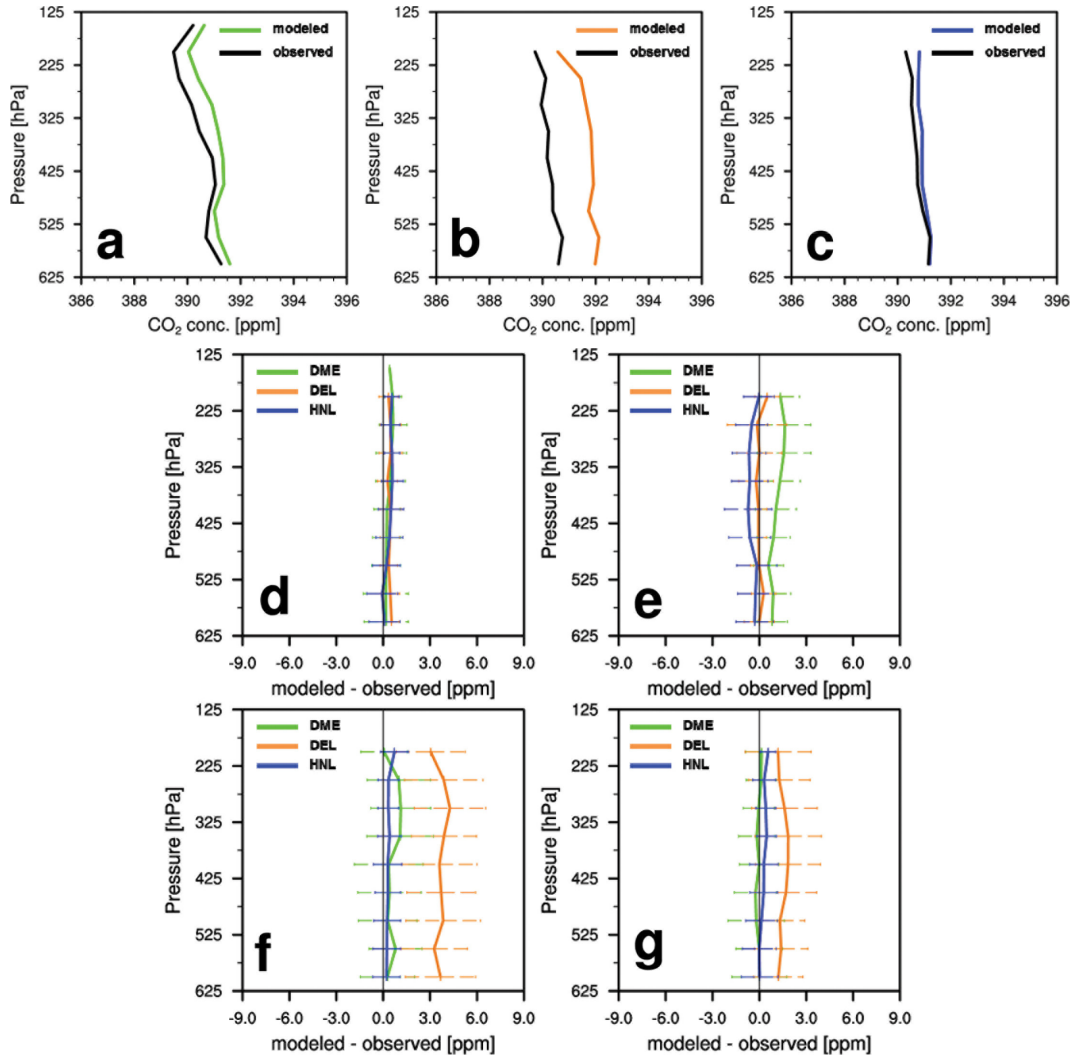 125
225
325
425
525
625
Pressure [hPa]
modeled
observed
a
386 390 392 394 396
CO₂ conc. [ppm]
Pressure [hPa]
125
225
325
425
525
625
modeled
observed
b
386 390 392 394 396
CO₂ conc. [ppm]
Pressure [hPa]
125
225
325
425
525
625
modeled
observed
c
386 390 392 394 396
CO₂ conc. [ppm]
Pressure [hPa]
125
225
325
425
525
625
DME
DEL
HNL
d
-9.0 -6.0 -3.0 0.0 3.0 6.0 9.0
modeled - observed [ppm]
Pressure [hPa]
125
225
325
425
525
625
DME
DEL
HNL
e
-9.0 -6.0 -3.0 0.0 3.0 6.0 9.0
modeled - observed [ppm]
Pressure [hPa]
125
225
325
425
525
625
DME
DEL
HNL
f
-9.0 -6.0 -3.0 0.0 3.0 6.0 9.0
modeled - observed [ppm]
Pressure [hPa]
125
225
325
425
525
625
DME
DEL
HNL
g
-9.0 -6.0 -3.0 0.0 3.0 6.0 9.0
modeled - observed [ppm]